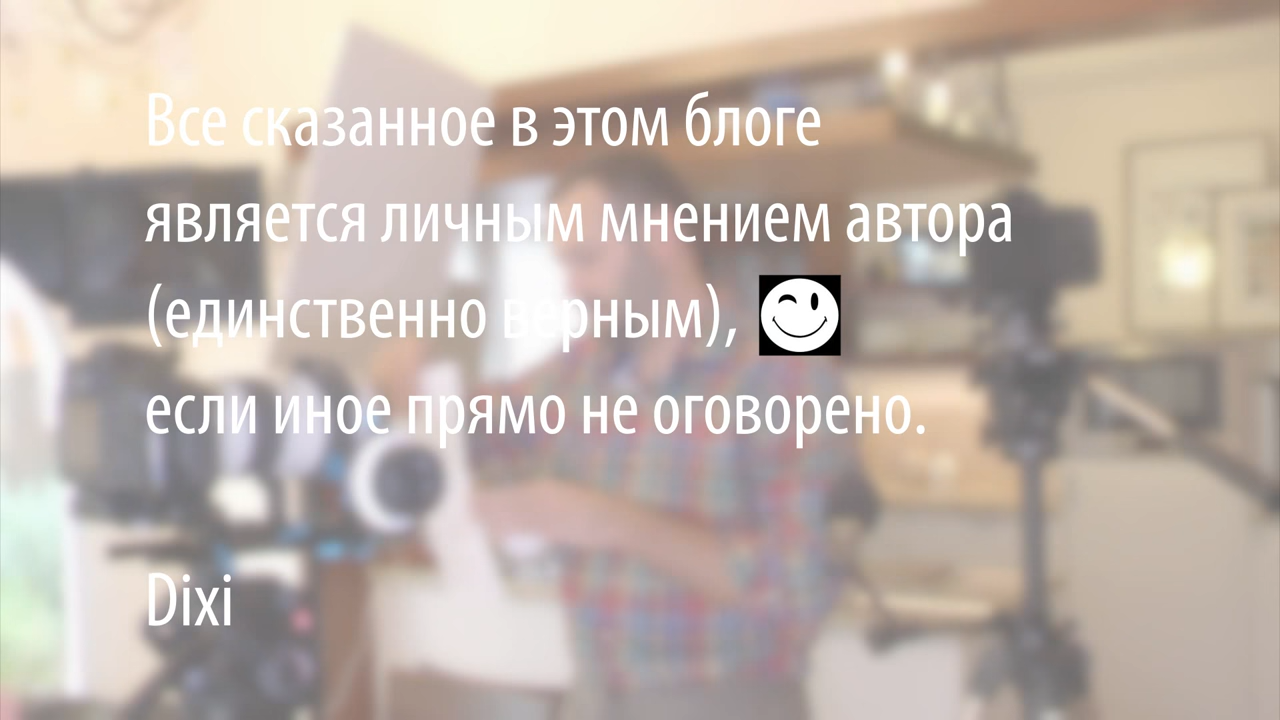 Все сказанное в этом блоге
является личным мнением автора
(единственно верным),
если иное прямо не оговорено.
Dixi